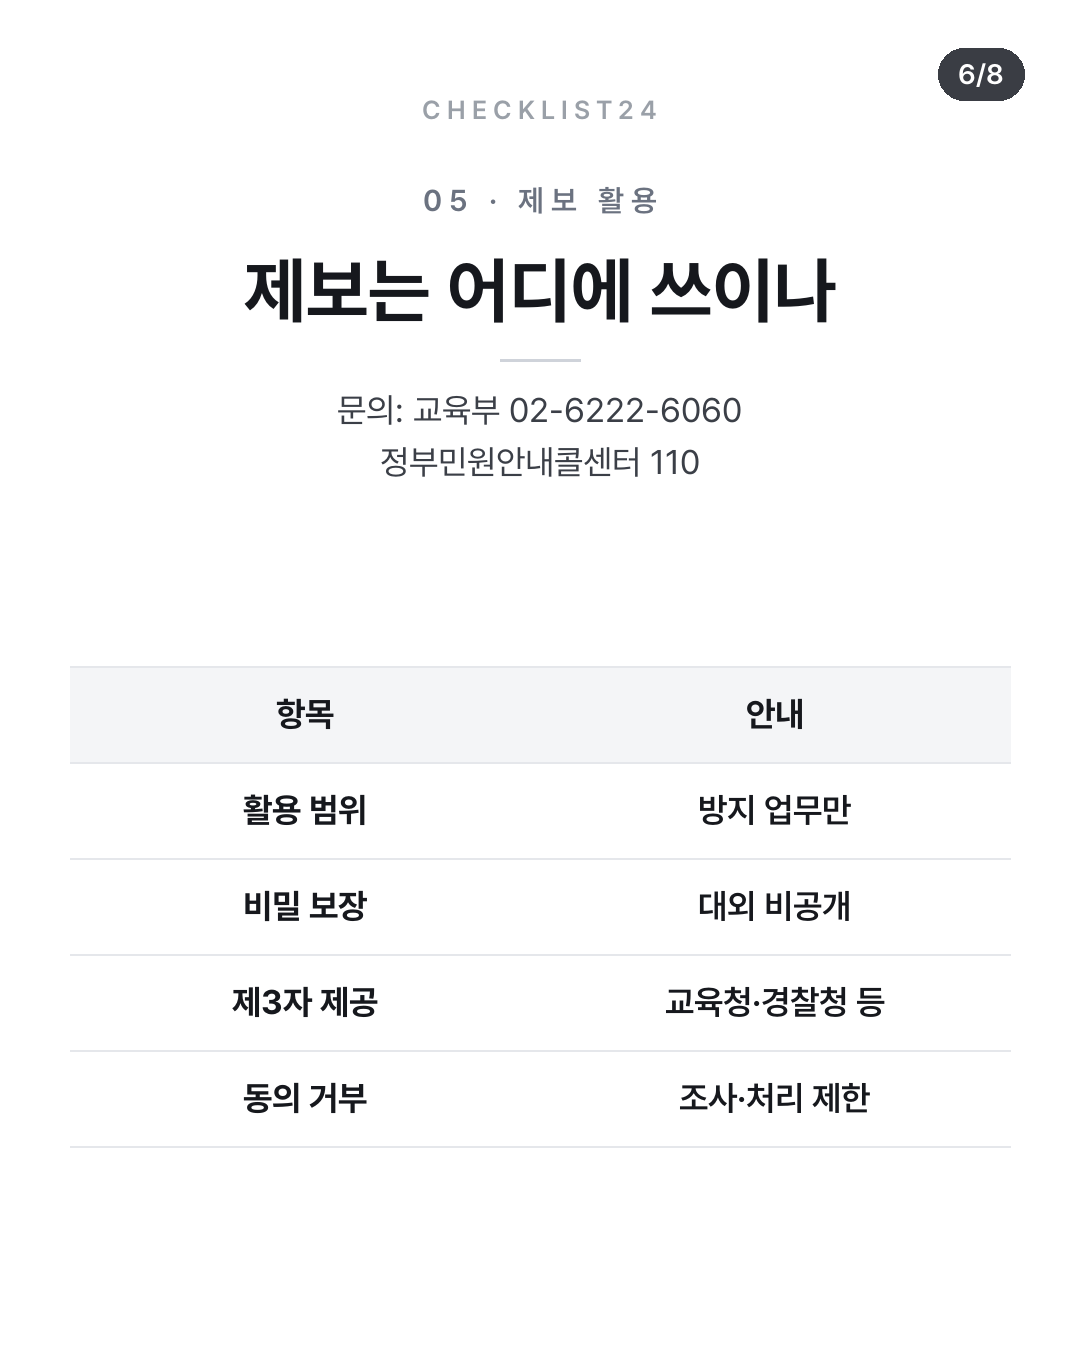 6/8
CHECKLIST24
05 · 제보 활용
제보는 어디에 쓰이나
문의: 교육부 02-6222-6060
정부민원안내콜센터 110
항목 안내
활용 범위 방지 업무만
비밀 보장 대외 비공개
제3자 제공 교육청·경찰청 등
동의 거부 조사·처리 제한